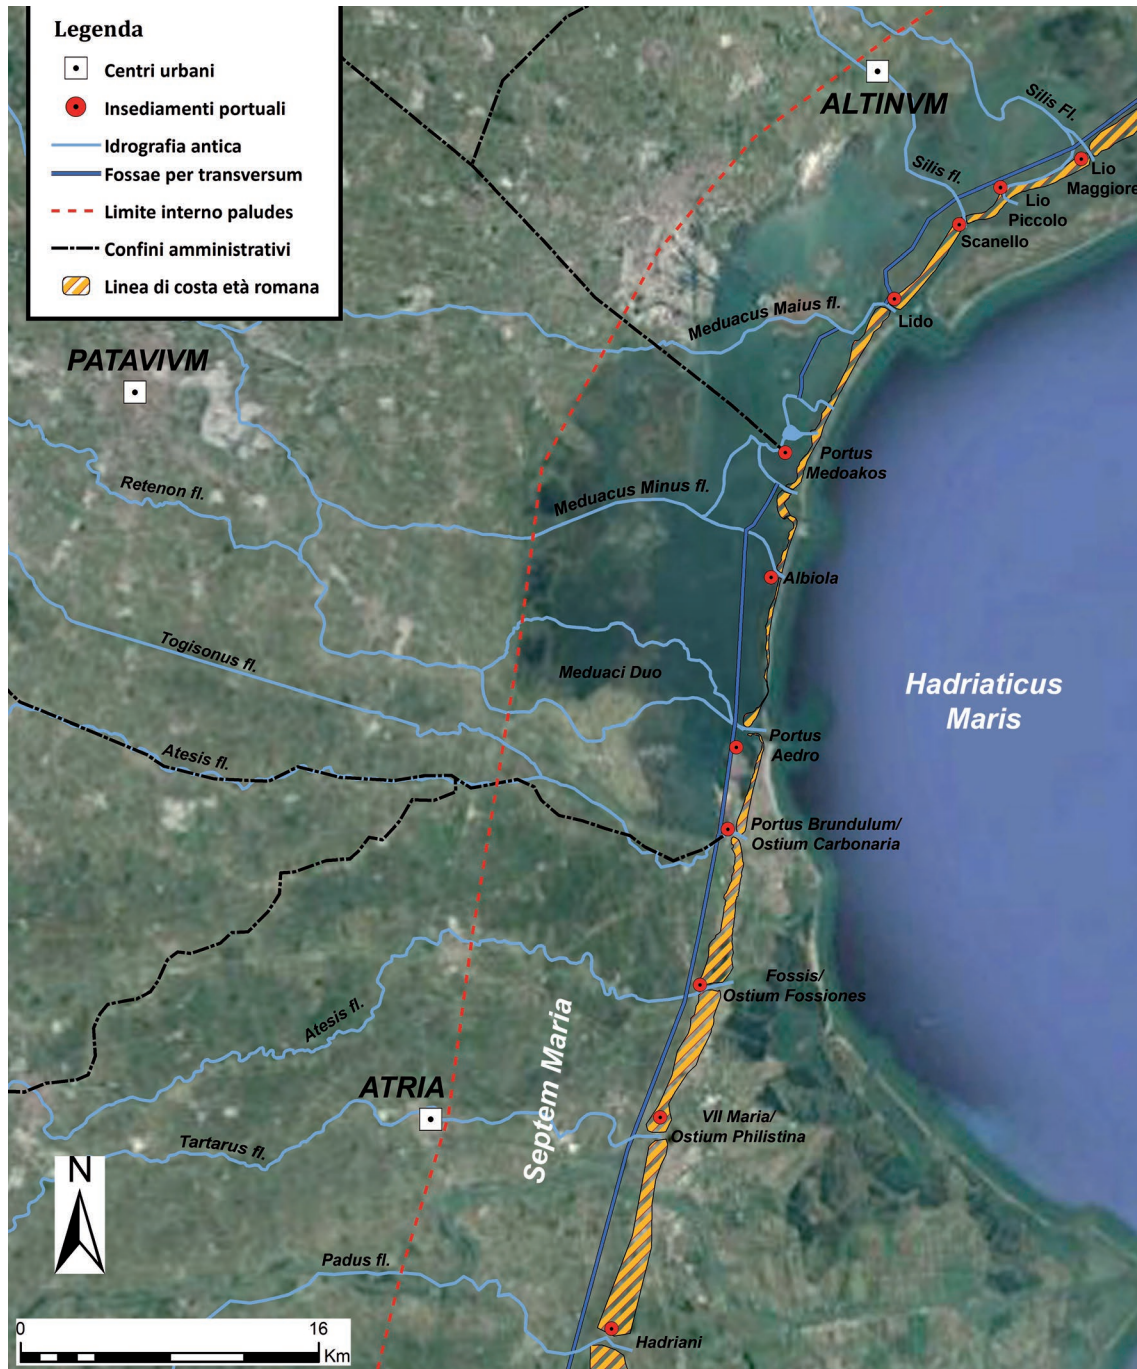 Legenda
Centri urbani
Insediamenti portuali
Idrografia antica
Fossae per transversum
Limite interno paludes
Confini amministrativi
Linea di costa età romana
ALTINVM
Silis Fl.
Silis fl.
Lio
Maggiore
Lio
Piccolo
Scanello
Lido
Meduacus Maius fl.
PATAVIVM
Portus
Medoakos
Retenon fl.
Meduacus Minus fl.
Albiola
Togisonus fl.
Meduaci Duo
Hadriaticus
Maris
Portus
Aedro
Atesis fl.
Portus Brundulum/
Ostium Carbonaria
Fossis/
Ostium Fossiones
Atesis fl.
Septem Maria
ATRIA
VII Maria/
Ostium Philistina
Tartarus fl.
N
Padus fl.
Hadriani
0 16
Km